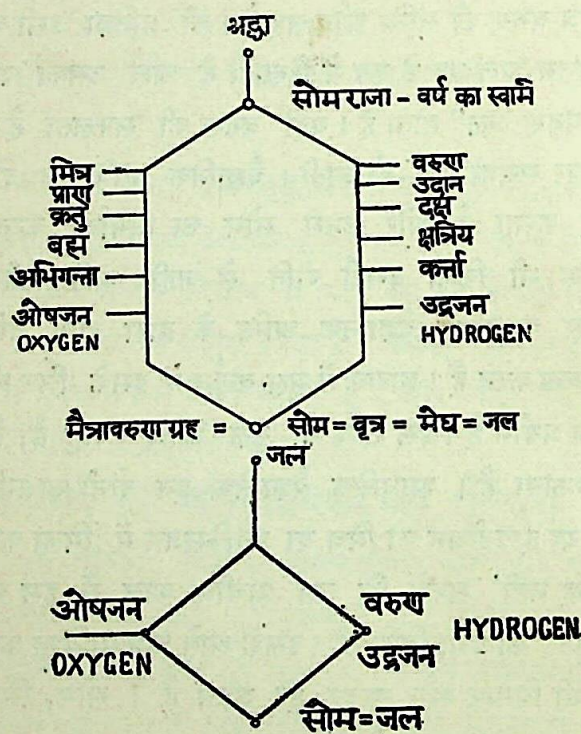 श्रद्धा
सोमराजा - वर्षा का स्वामी
मित्र
प्राण
क्रतु
ब्रह्म
अभिगन्ता
ओषजन
OXYGEN
वरुण
उदान
दक्ष
क्षत्रिय
कर्त्ता
उद्रजन
HYDROGEN
मैत्रावरुण ग्रह = सोम = वृत्र = मेघ = जल
जल
ओषजन
OXYGEN
वरुण
उद्रजन
HYDROGEN
सोम = जल